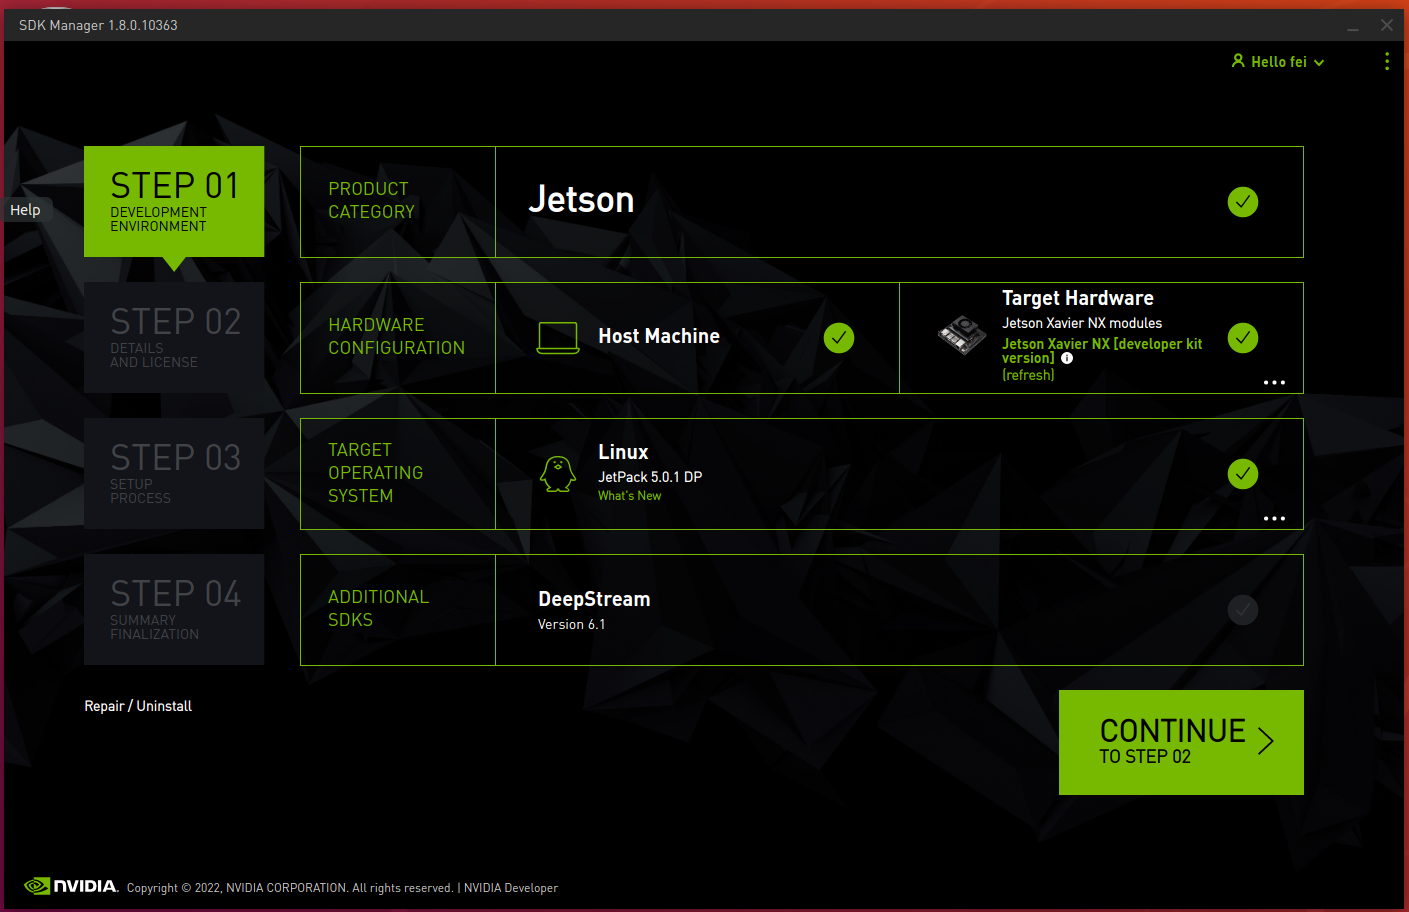 SDK Manager 1.8.0.10363
Hello fei
STEP 01
DEVELOPMENT
ENVIRONMENT
Help
PRODUCT
CATEGORY
Jetson
STEP 02
DETAILS
AND LICENSE
HARDWARE
CONFIGURATION
Host Machine
Target Hardware
Jetson Xavier NX modules
Jetson Xavier NX [developer kit
version]
(refresh)
STEP 03
SETUP
PROCESS
TARGET
OPERATING
SYSTEM
Linux
JetPack 5.0.1 DP
What's New
STEP 04
SUMMARY
FINALIZATION
ADDITIONAL
SDKS
DeepStream
Version 6.1
Repair / Uninstall
CONTINUE
TO STEP 02
NVIDIA. Copyright © 2022, NVIDIA CORPORATION. All rights reserved. | NVIDIA Developer